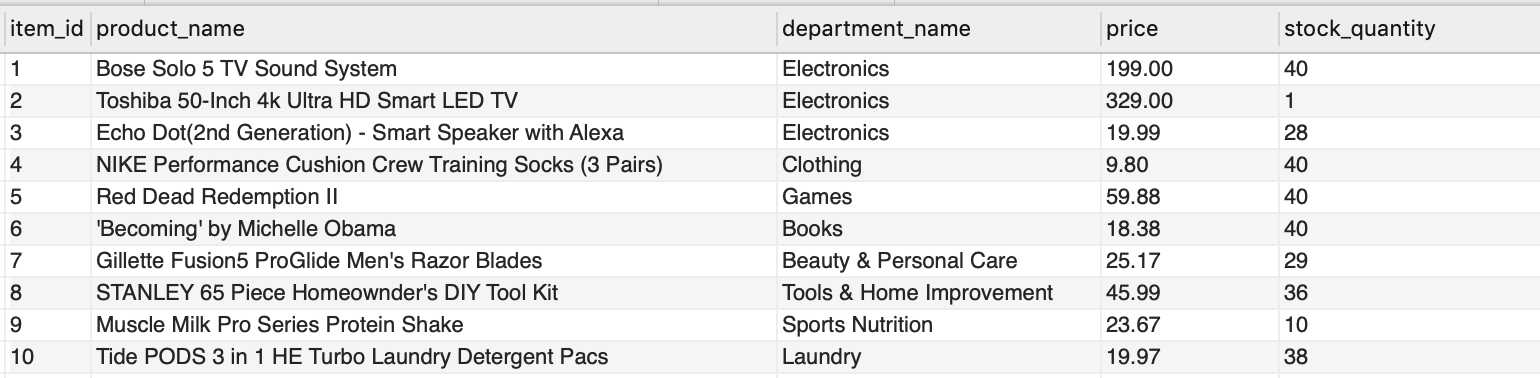 item_id product_name department_name price stock_quantity
1 Bose Solo 5 TV Sound System Electronics 199.00 40
2 Toshiba 50-Inch 4k Ultra HD Smart LED TV Electronics 329.00 1
3 Echo Dot(2nd Generation) - Smart Speaker with Alexa Electronics 19.99 28
4 NIKE Performance Cushion Crew Training Socks (3 Pairs) Clothing 9.80 40
5 Red Dead Redemption II Games 59.88 40
6 'Becoming' by Michelle Obama Books 18.38 40
7 Gillette Fusion5 ProGlide Men's Razor Blades Beauty & Personal Care 25.17 29
8 STANLEY 65 Piece Homeownder's DIY Tool Kit Tools & Home Improvement 45.99 36
9 Muscle Milk Pro Series Protein Shake Sports Nutrition 23.67 10
10 Tide PODS 3 in 1 HE Turbo Laundry Detergent Pacs Laundry 19.97 38